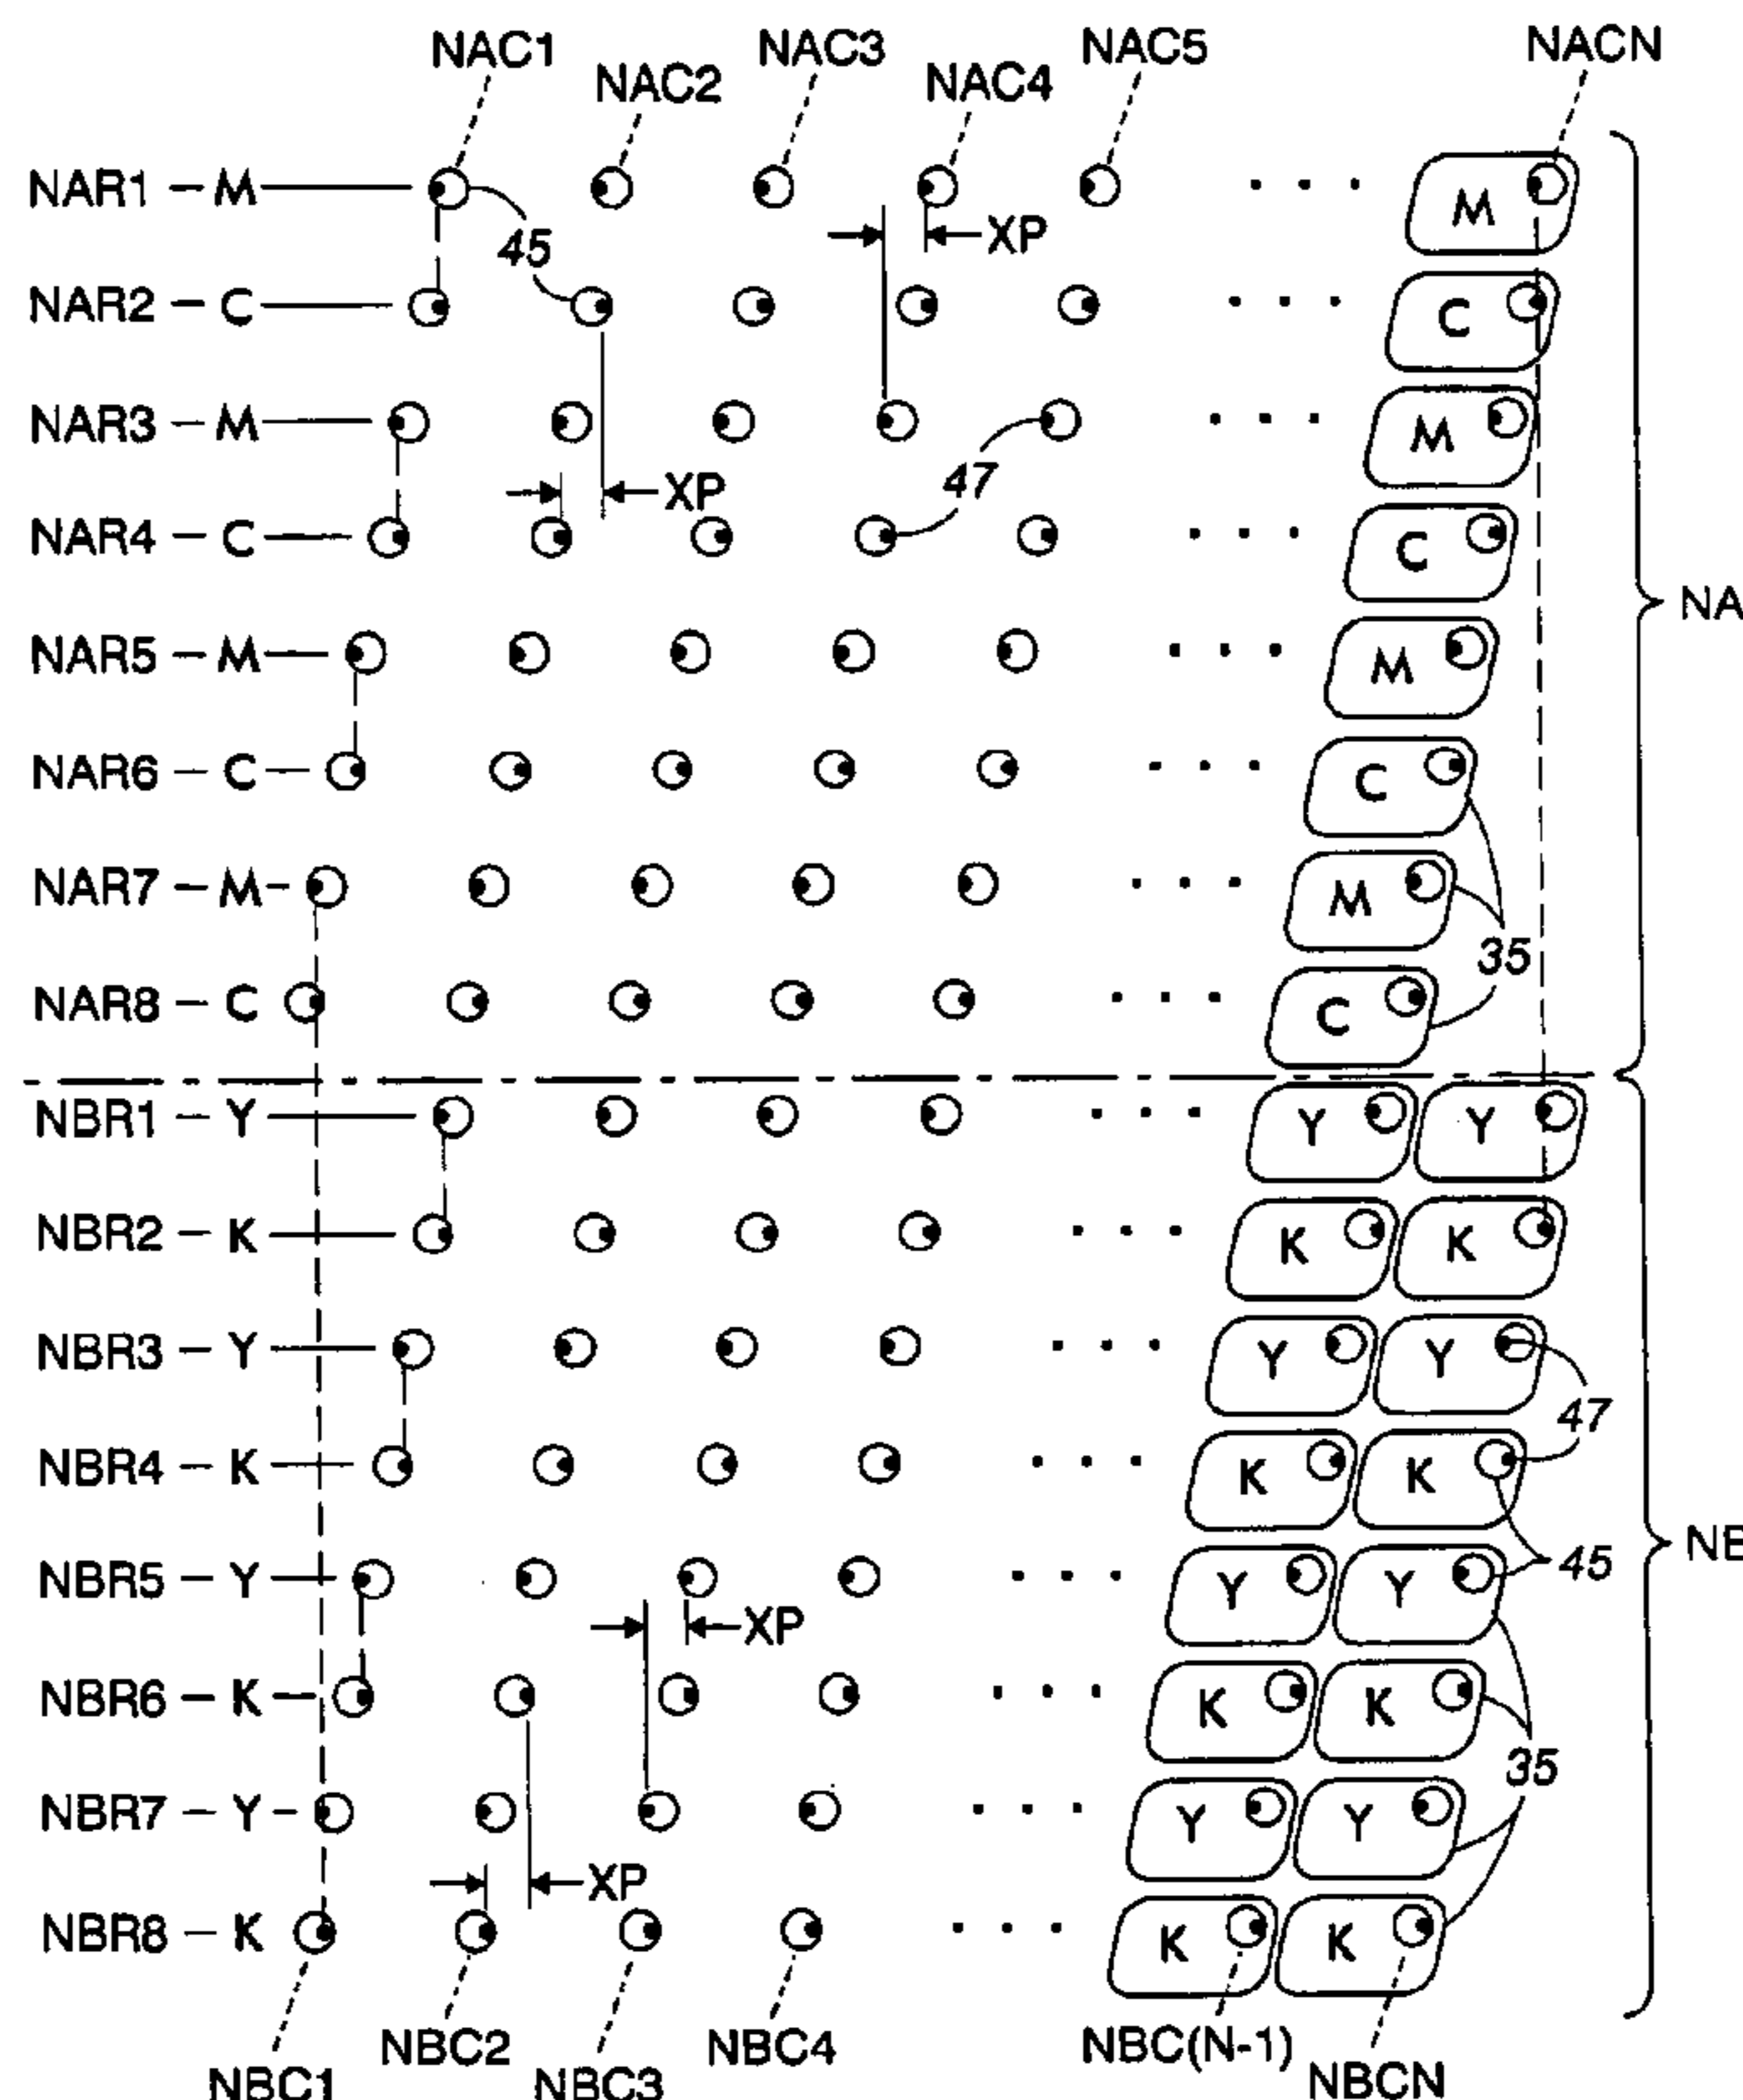 NAC1
NAC2
NAC3
NAC4
NAC5
NACN
NAR1 – M
M
45
XP
NAR2 – C
C
NAR3 – M
M
XP
47
NAR4 – C
C
NA
NAR5 – M
M
NAR6 – C
C
NAR7 – M
M
35
NAR8 – C
C
NBR1 – Y
Y Y
NBR2 – K
K K
NBR3 – Y
Y Y
47
NBR4 – K
K K
NB
45
NBR5 – Y
Y Y
XP
NBR6 – K
K K
35
NBR7 – Y
Y Y
XP
NBR8 – K
K K
NBC1
NBC2
NBC3
NBC4
NBC(N-1)
NBCN